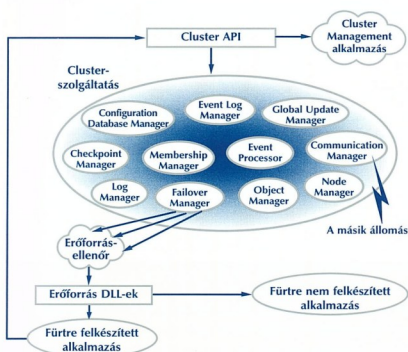 Cluster API
Cluster
Management
alkalmazás
Cluster-
szolgáltatás
Configuration
Database Manager
Event Log
Manager
Global Update
Manager
Checkpoint
Manager
Membership
Manager
Event
Processor
Communication
Manager
Log
Manager
Failover
Manager
Object
Manager
Node
Manager
A másik állomás
Erőforrás-
ellenőr
Erőforrás DLL-ek
Fürtre nem felkészített
alkalmazás
Fürtre felkészített
alkalmazás